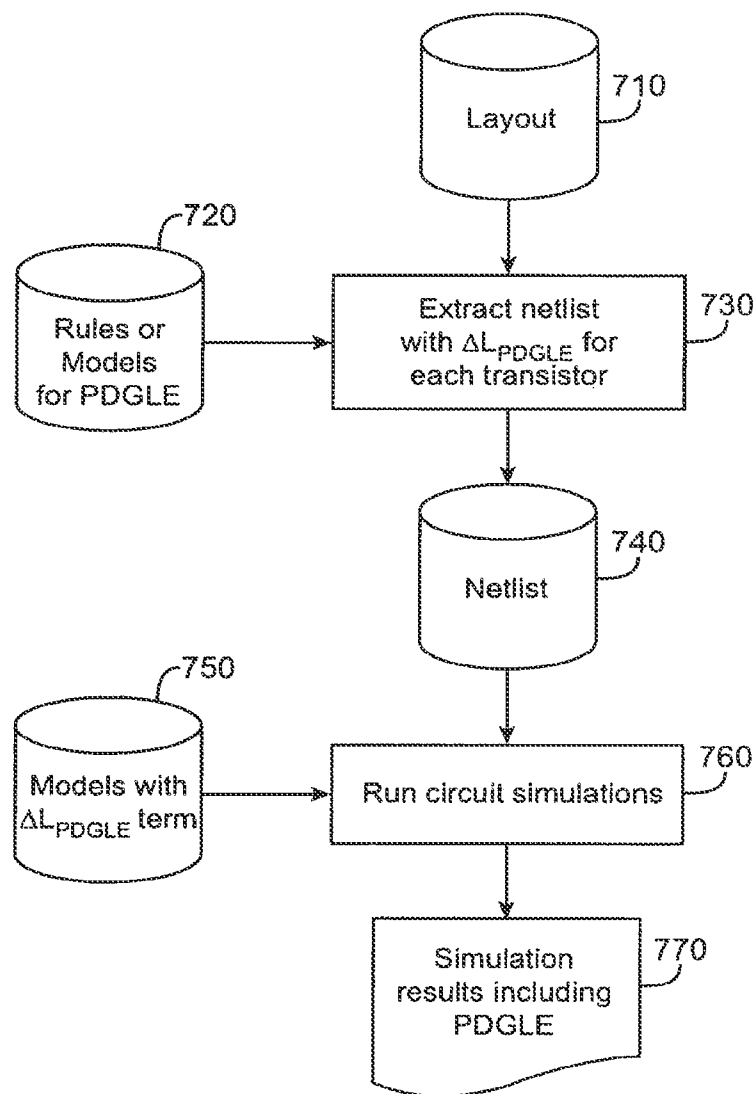 710
Layout
720
Rules or
Models
for PDGLE
Extract netlist
with ΔL_PDGLE for
each transistor
730
740
Netlist
750
Models with
ΔL_PDGLE term
Run circuit simulations
760
Simulation
results including
PDGLE
770